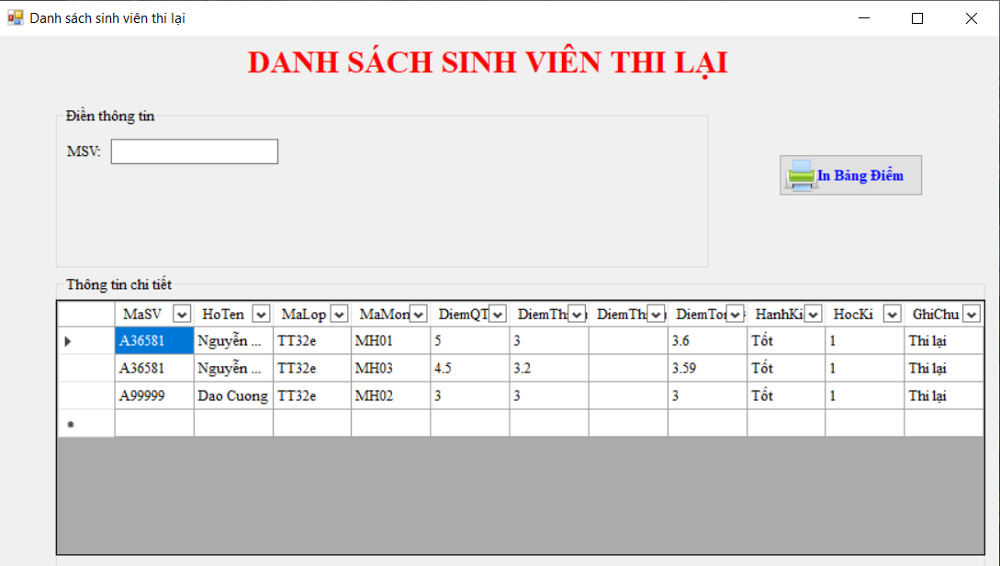 Danh sách sinh viên thi lại
DANH SÁCH SINH VIÊN THI LẠI
Điền thông tin
MSV:
In Bảng Điểm
Thông tin chi tiết
MaSV HoTen MaLop MaMon DiemQT DiemTh DiemTh DiemTo HanhKi HocKi GhiChu
A36581 Nguyễn ... TT32e MH01 5 3 3.6 Tốt 1 Thi lại
A36581 Nguyễn ... TT32e MH03 4.5 3.2 3.59 Tốt 1 Thi lại
A99999 Dao Cuong TT32e MH02 3 3 3 Tốt 1 Thi lại